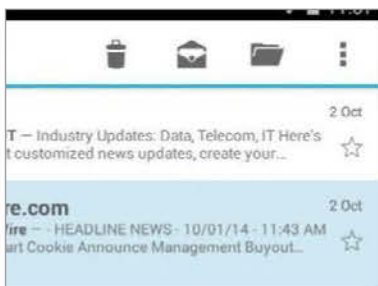 2 Oct
T — Industry Updates: Data, Telecom, IT Here's
t customized news updates, create your...
re.com
2 Oct
ire – - HEADLINE NEWS - 10/01/14 - 11:43 AM
art Cookie Announce Management Buyout...